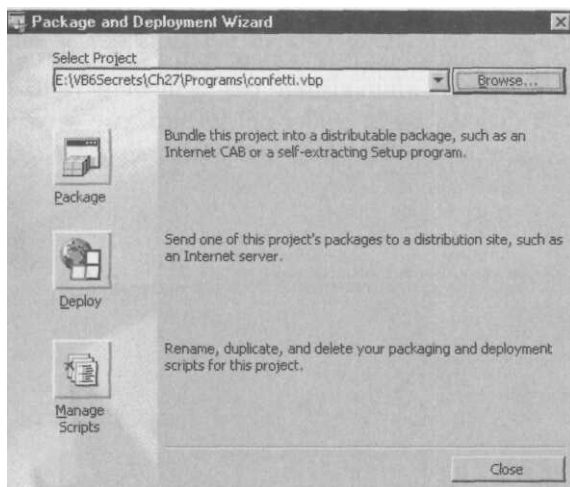 Package and Deployment Wizard
Select Project
E:\VB6Secrets\Ch27\Programs\confetti.vbp
Browse...
Package
Bundle this project into a distributable package, such as an
Internet CAB or a self-extracting Setup program.
Deploy
Send one of this project's packages to a distribution site, such as
an Internet server.
Manage
Scripts
Rename, duplicate, and delete your packaging and deployment
scripts for this project.
Close